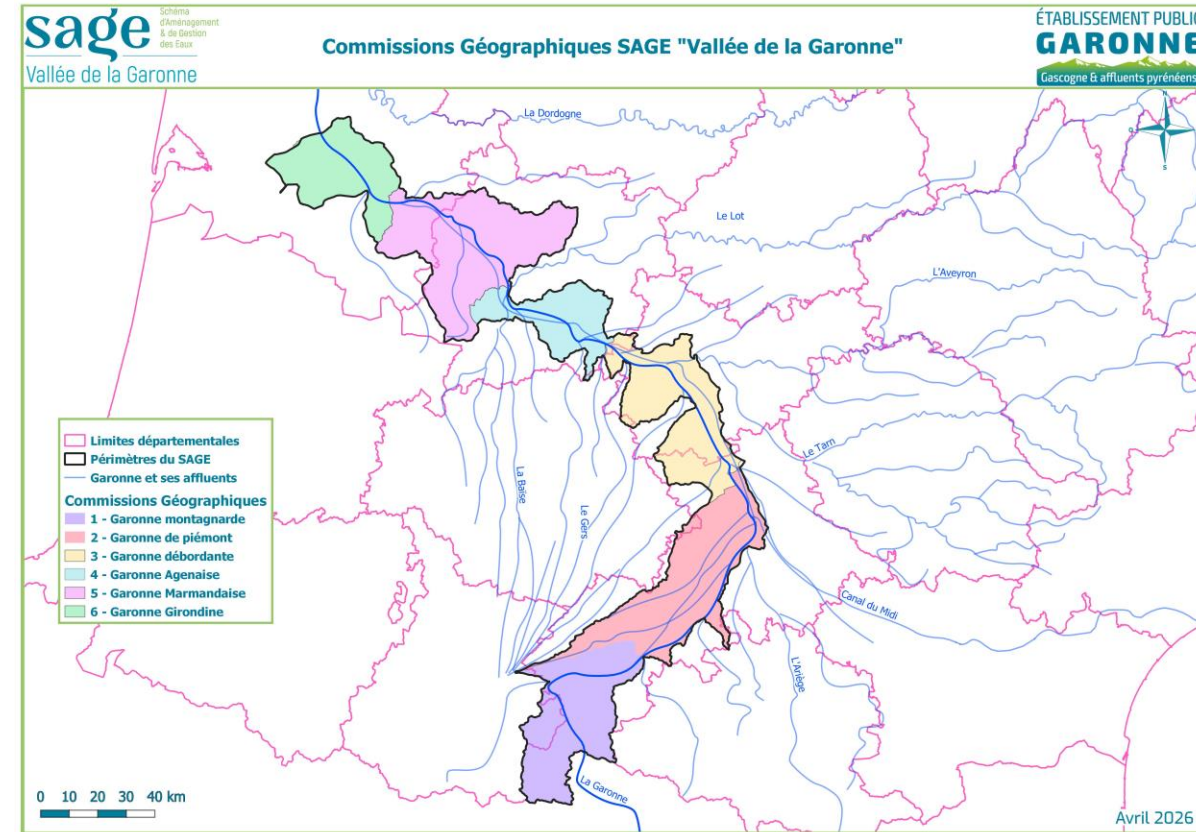 sage
Schéma
d'Aménagement
& de Gestion
des Eaux
Vallée de la Garonne
Commissions Géographiques SAGE "Vallée de la Garonne"
ÉTABLISSEMENT PUBLIC
GARONNE
Gascogne & affluents pyrénéens
N
O
S
La Dordogne
Le Lot
L'Aveyron
Le Tarn
La Baïse
Le Gers
Canal du Midi
L'Ariège
La Garonne
Limites départementales
Périmètres du SAGE
Garonne et ses affluents
Commissions Géographiques
1 - Garonne montagnarde
2 - Garonne de piémont
3 - Garonne débordante
4 - Garonne Agenaise
5 - Garonne Marmandaise
6 - Garonne Girondine
0 10 20 30 40 km
Avril 2026